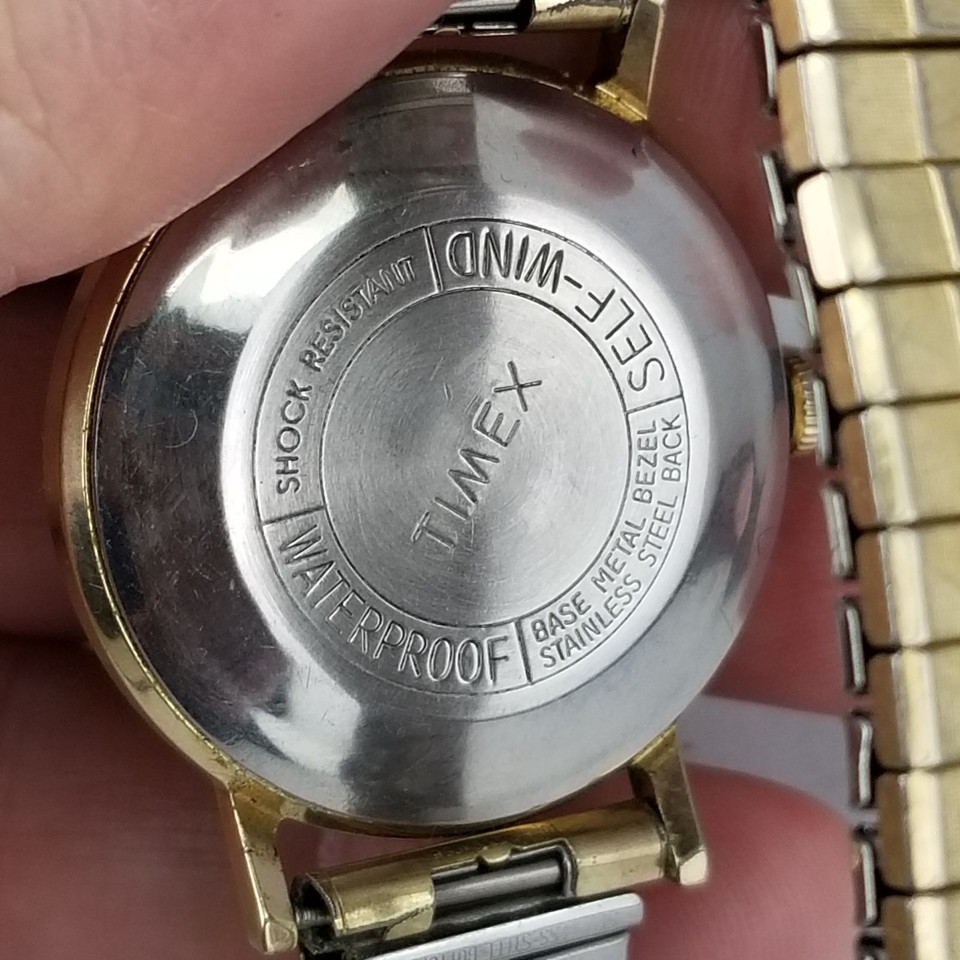 TIMEX
SHOCK RESISTANT
SELF-WIND
WATERPROOF
BASE METAL BEZEL
STAINLESS STEEL BACK